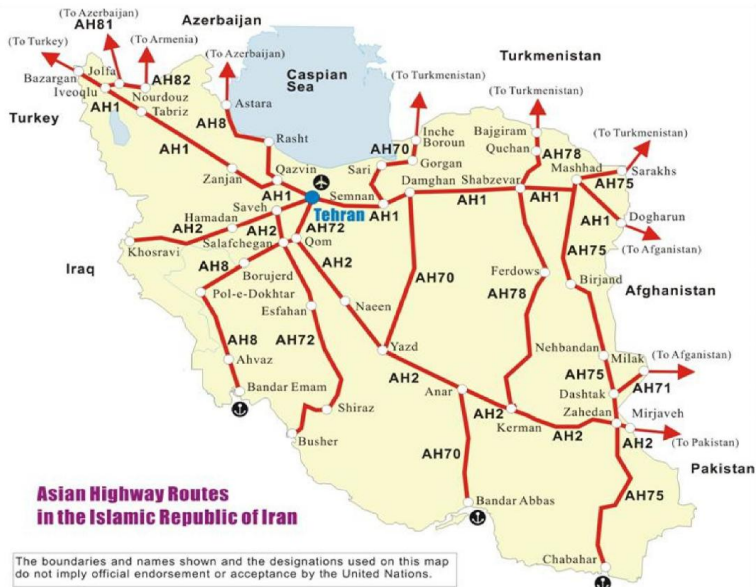 AH81
Azerbaijan
(To Azerbaijan)
(To Turkey)
(To Armenia)
(To Azerbaijan)
Bazargan
Jolfa
AH82
Iveoqlu
Nourdouz
Caspian
Sea
Turkmenistan
(To Turkmenistan)
(To Turkmenistan)
Turkey
AH1
Tabriz
Astara
AH8
Inche
Boroun
Bajgiram
(To Turkmenistan)
AH1
Rasht
AH70
Quchan
AH78
Sari
Gorgan
Mashhad
Sarakhs
Zanjan
Qazvin
Semnan
Damghan
Shabzevar
AH75
AH1
Saveh
Tehran
AH1
AH1
AH1
AH1
Dogharun
Hamadan
AH2
AH2
AH72
(To Afganistan)
Khosravi
Salafchegan
Qom
AH75
Iraq
AH8
AH2
AH70
Ferdows
Borujerd
AH78
Birjand
Afghanistan
Pol-e-Dokhtar
Esfahan
Naeen
AH8
AH72
Yazd
Nehbandan
Milak
(To Afganistan)
Ahvaz
AH2
AH75
AH71
Bandar Emam
Anar
Dashtak
Shiraz
AH2
Kerman
Zahedan
Mirjaveh
Busher
AH2
AH2
(To Pakistan)
AH70
Pakistan
AH75
Asian Highway Routes
in the Islamic Republic of Iran
Bandar Abbas
Chabahar
The boundaries and names shown and the designations used on this map
do not imply official endorsement or acceptance by the United Nations.